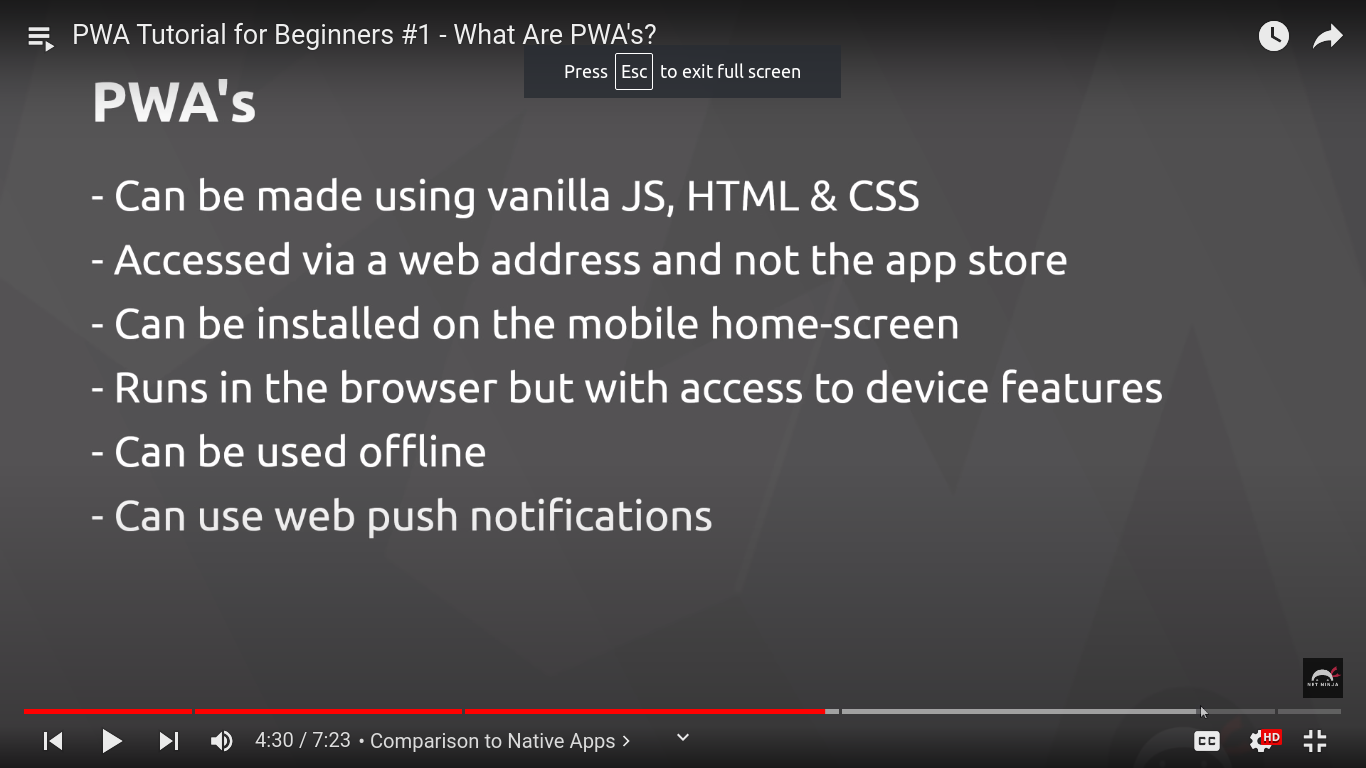 PWA Tutorial for Beginners #1 - What Are PWA's?
Press Esc to exit full screen
PWA's
- Can be made using vanilla JS, HTML & CSS
- Accessed via a web address and not the app store
- Can be installed on the mobile home-screen
- Runs in the browser but with access to device features
- Can be used offline
- Can use web push notifications
NET NINJA
4:30 / 7:23 • Comparison to Native Apps
CC
HD